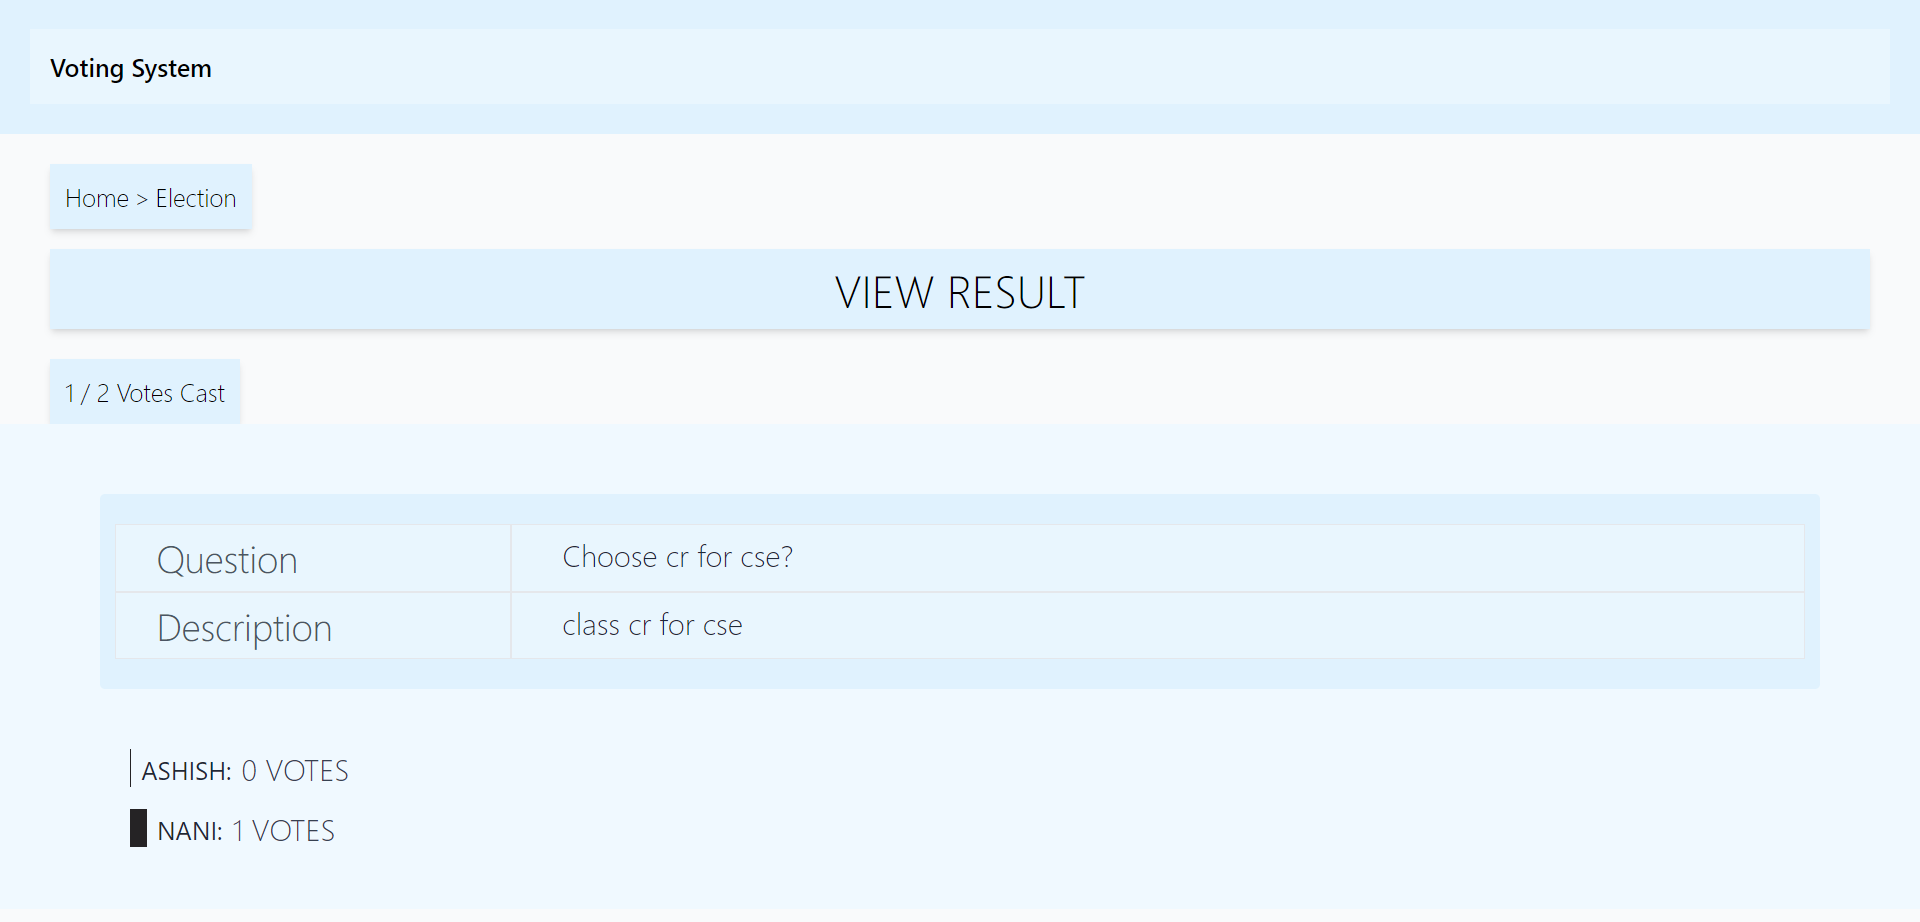 Voting System
Home > Election
VIEW RESULT
1 / 2 Votes Cast
Question Choose cr for cse?
Description class cr for cse
ASHISH: 0 VOTES
NANI: 1 VOTES